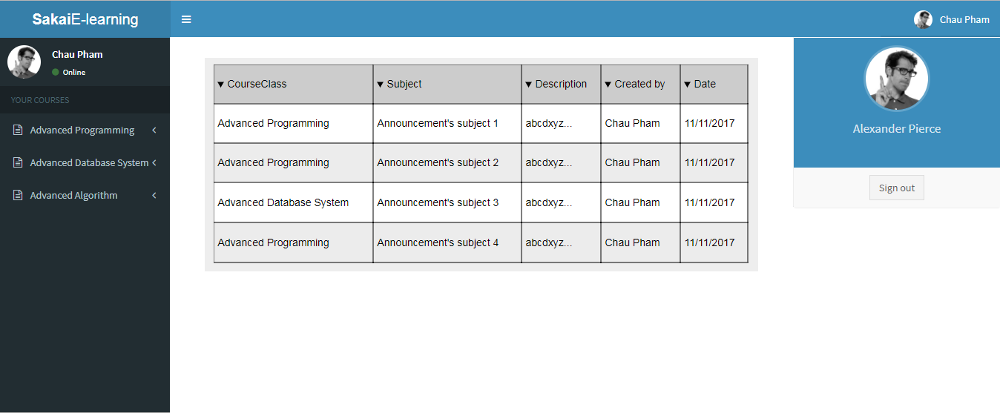 SakaiE-learning
Chau Pham
Chau Pham
Online
YOUR COURSES
Advanced Programming
Advanced Database System
Advanced Algorithm
CourseClass Subject Description Created by Date
Advanced Programming Announcement's subject 1 abcdxyz... Chau Pham 11/11/2017
Advanced Programming Announcement's subject 2 abcdxyz... Chau Pham 11/11/2017
Advanced Database System Announcement's subject 3 abcdxyz... Chau Pham 11/11/2017
Advanced Programming Announcement's subject 4 abcdxyz... Chau Pham 11/11/2017
Alexander Pierce
Sign out